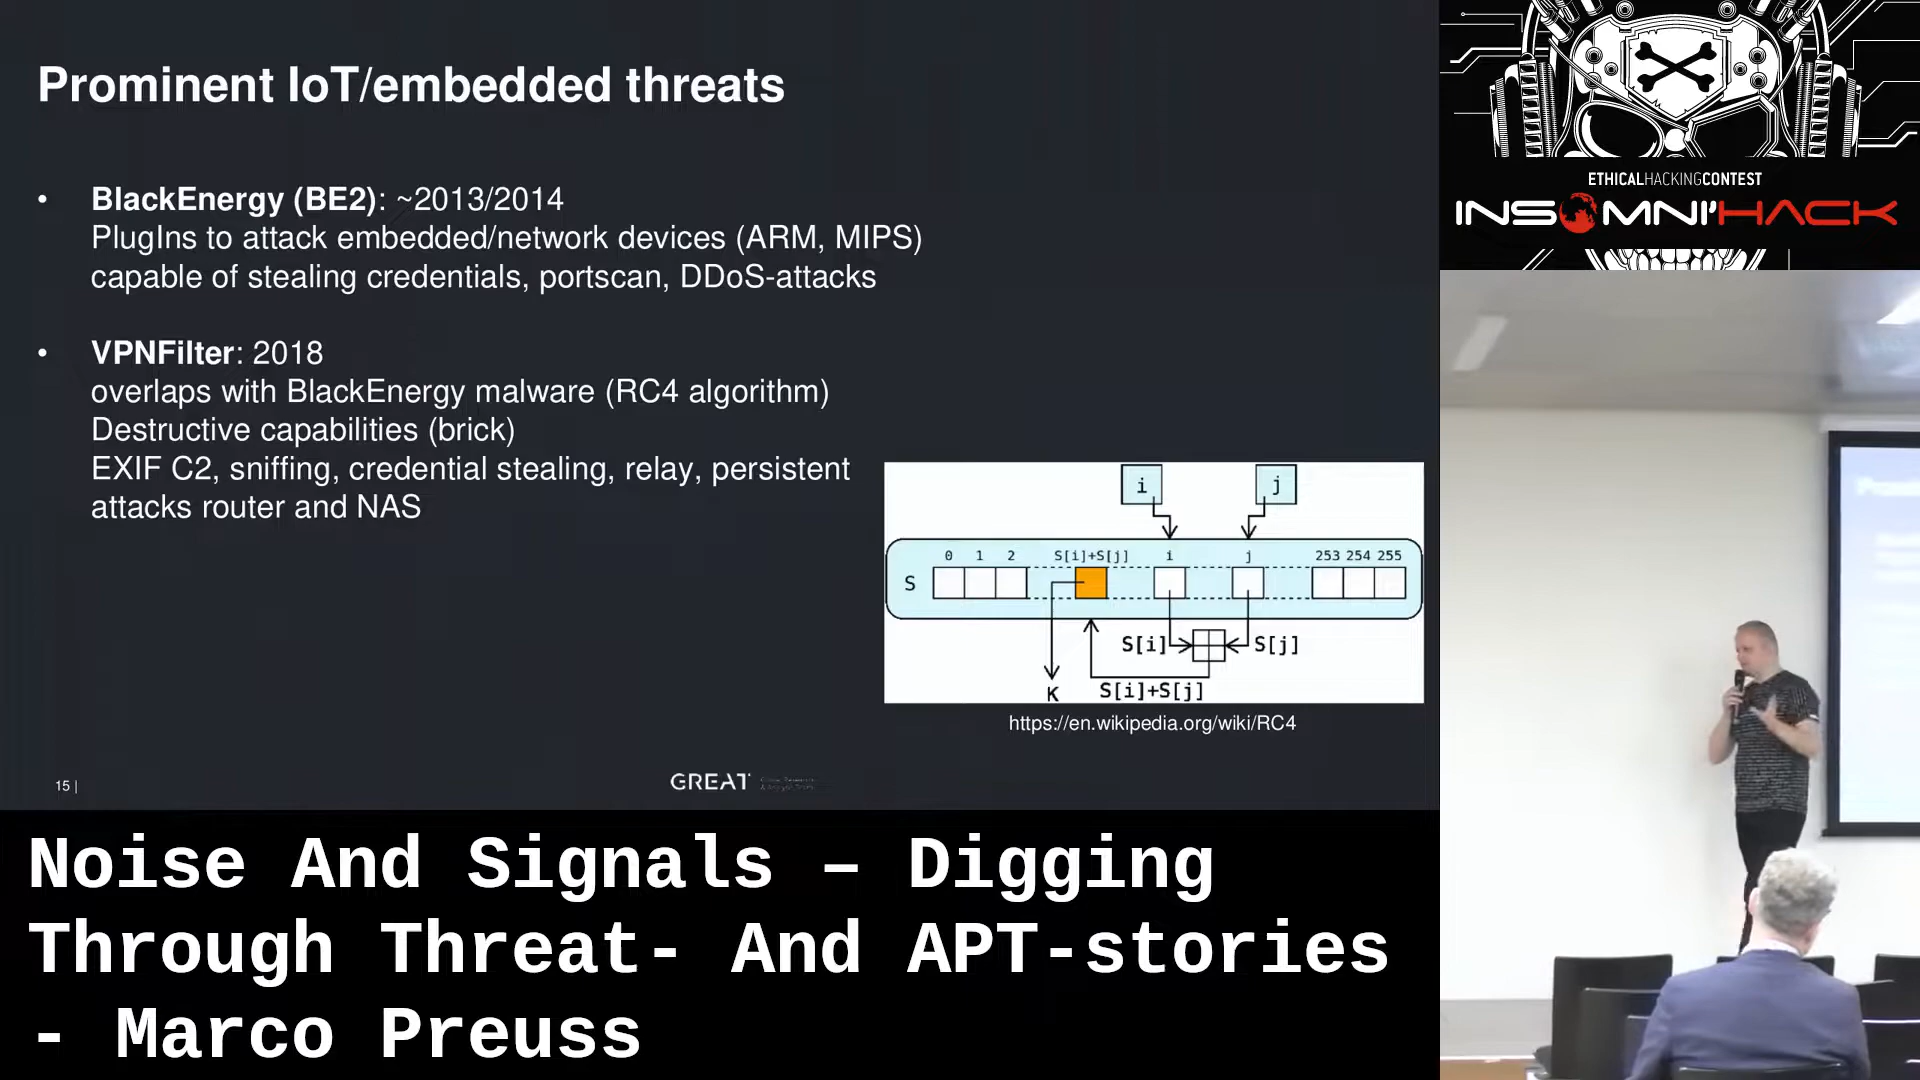 Prominent IoT/embedded threats
• BlackEnergy (BE2): ~2013/2014
PlugIns to attack embedded/network devices (ARM, MIPS)
capable of stealing credentials, portscan, DDoS-attacks
• VPNFilter: 2018
overlaps with BlackEnergy malware (RC4 algorithm)
Destructive capabilities (brick)
EXIF C2, sniffing, credential stealing, relay, persistent
attacks router and NAS
i j
0 1 2 S[i]+S[j] i j 253 254 255
S
S[i] S[j]
K S[i]+S[j]
https://en.wikipedia.org/wiki/RC4
15 |
GREAT
ETHICALHACKINGCONTEST
INSOMNI'HACK
Noise And Signals – Digging
Through Threat- And APT-stories
- Marco Preuss